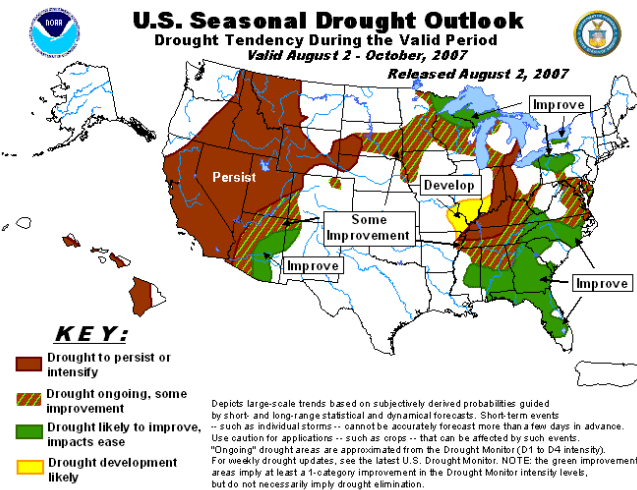 NOAA
U.S. Seasonal Drought Outlook
Drought Tendency During the Valid Period
Valid August 2 - October, 2007
Released August 2, 2007
Improve
Persist
Develop
Some
Improvement
Improve
Improve
KEY:
Drought to persist or
intensify
Drought ongoing, some
improvement
Drought likely to improve,
impacts ease
Drought development
likely
Depicts large-scale trends based on subjectively derived probabilities guided
by short- and long-range statistical and dynamical forecasts. Short-term events
-- such as individual storms -- cannot be accurately forecast more than a few days in advance.
Use caution for applications -- such as crops -- that can be affected by such events.
"Ongoing" drought areas are approximated from the Drought Monitor (D1 to D4 intensity).
For weekly drought updates, see the latest U.S. Drought Monitor. NOTE: the green improvement
areas imply at least a 1-category improvement in the Drought Monitor intensity levels,
but do not necessarily imply drought elimination.